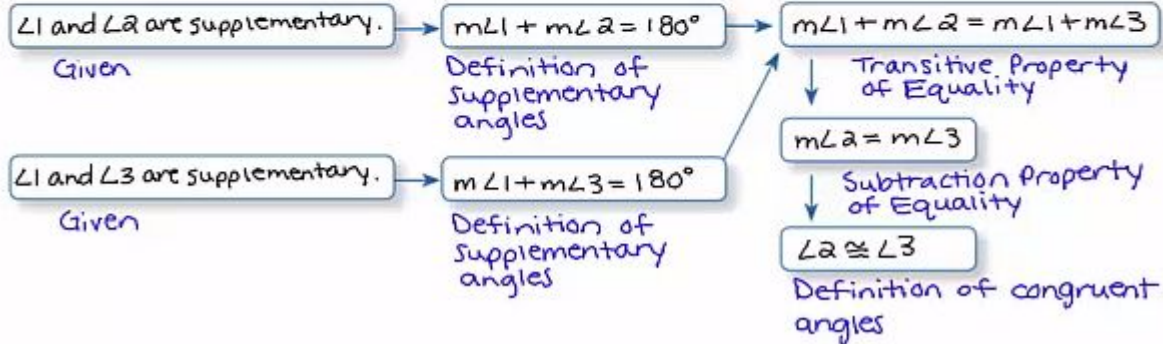 ∠1 and ∠2 are supplementary.
Given
m∠1 + m∠2 = 180°
Definition of
supplementary
angles
m∠1 + m∠2 = m∠1 + m∠3
Transitive Property
of Equality
∠1 and ∠3 are supplementary.
Given
m∠1 + m∠3 = 180°
Definition of
supplementary
angles
m∠2 = m∠3
Subtraction Property
of Equality
∠2 ≅ ∠3
Definition of congruent
angles